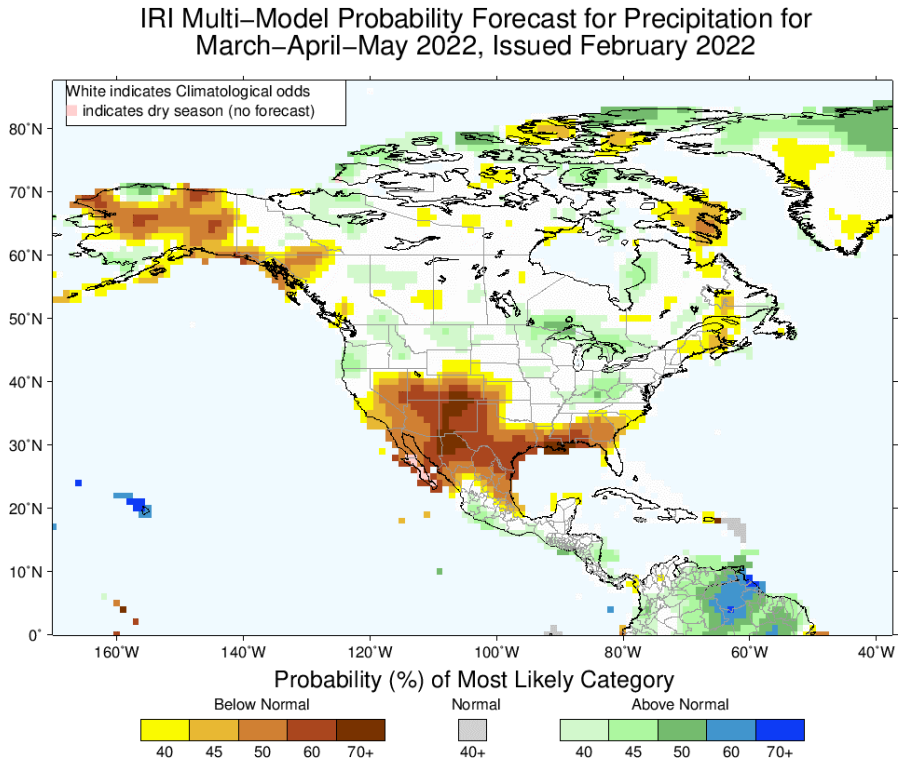 IRI Multi−Model Probability Forecast for Precipitation for
March−April−May 2022, Issued February 2022
White indicates Climatological odds
indicates dry season (no forecast)
80˚N
70˚N
60˚N
50˚N
40˚N
30˚N
20˚N
10˚N
0˚
160˚W 140˚W 120˚W 100˚W 80˚W 60˚W 40˚W
Probability (%) of Most Likely Category
Below Normal Normal Above Normal
40 45 50 60 70+ 40+ 40 45 50 60 70+